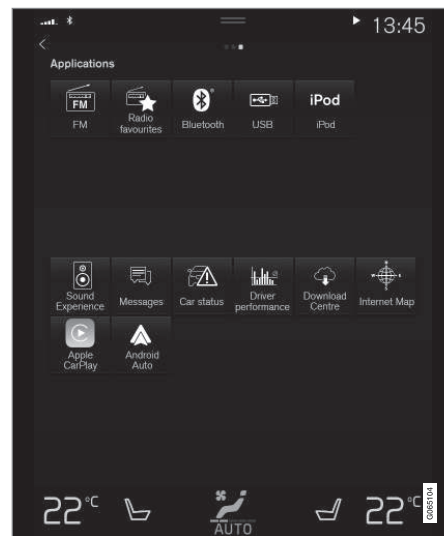 13:45
Applications
FM
iPod
FM
Radio
favourites
Bluetooth
USB
iPod
Sound
Experience
Messages
Car status
Driver
performance
Download
Centre
Internet Map
Apple
CarPlay
Android
Auto
22°C
AUTO
22°C
G065104